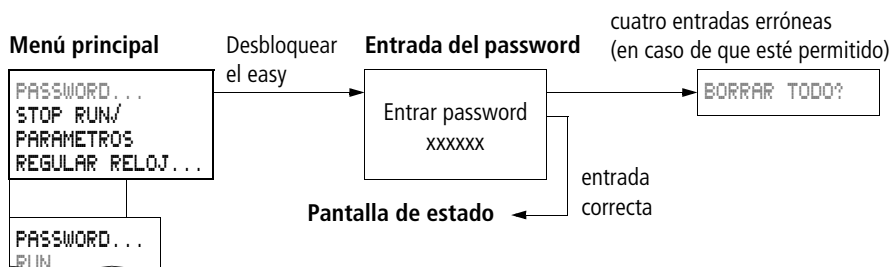 cuatro entradas erróneas
(en caso de que esté permitido)
Menú principal
Desbloquear
el easy
Entrada del password
PASSWORD...
STOP RUN√
PARAMETROS
REGULAR RELOJ...
Entrar password
xxxxxx
BORRAR TODO?
entrada
correcta
Pantalla de estado
PASSWORD...
RUN